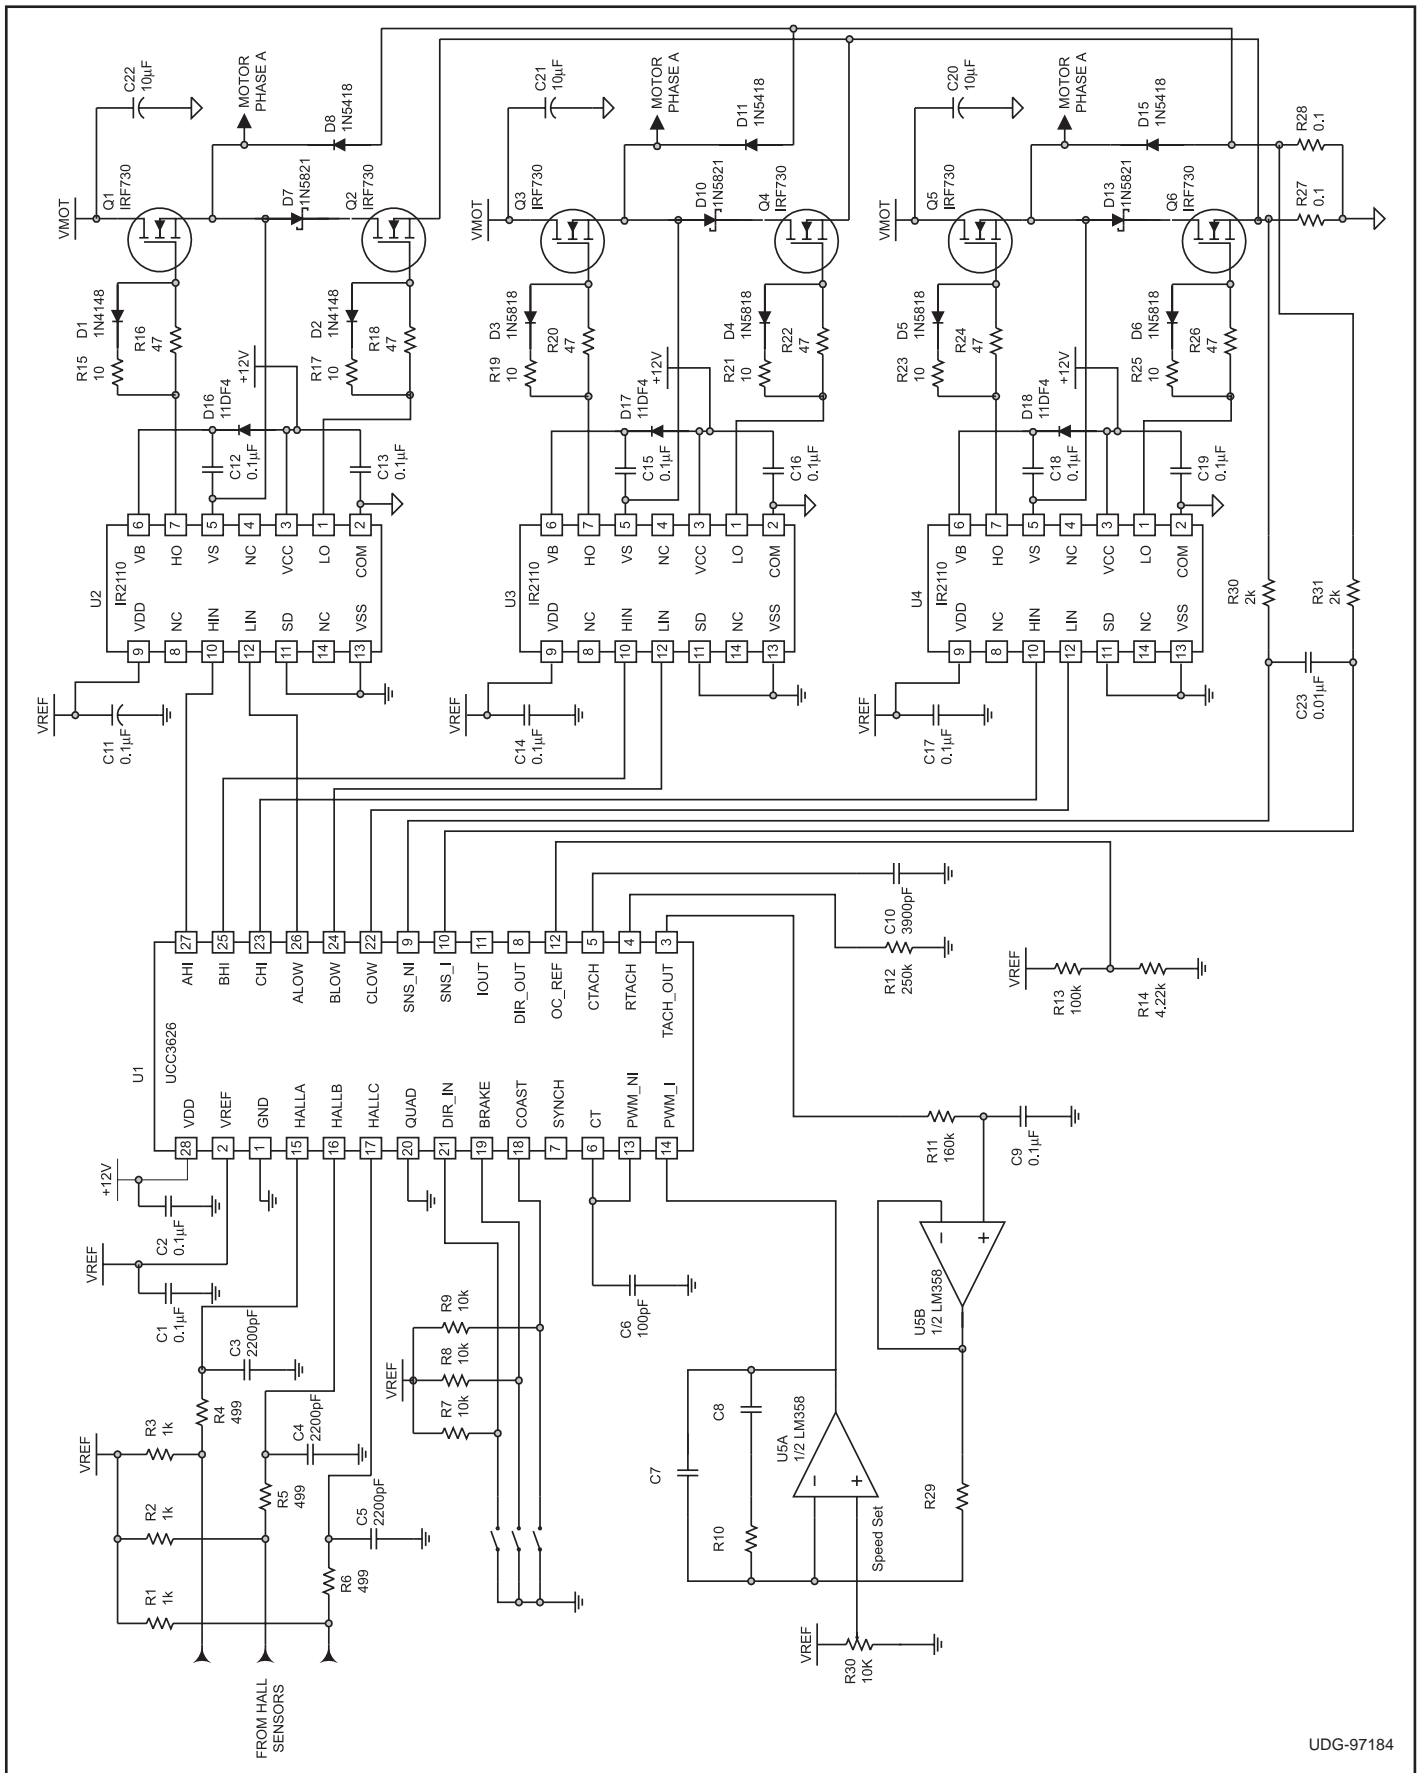 VMOT
C22
10µF
Q1
IRF730
MOTOR
PHASE A
D8
1N5418
D7
1N5821
Q2
IRF730
D1
1N4148
R15
10
R16
47
D2
1N4148
R17
10
R18
47
+12V
D16
11DF4
C12
0.1µF
C13
0.1µF
U2
IR2110
6
7
5
4
3
1
2
VB
HO
VS
NC
VCC
LO
COM
VDD
NC
HIN
LIN
SD
NC
VSS
9
8
10
12
11
14
13
VREF
C11
0.1µF
VMOT
C21
10µF
Q3
IRF730
MOTOR
PHASE A
D11
1N5418
D10
1N5821
Q4
IRF730
D3
1N5818
R19
10
R20
47
D4
1N5818
R21
10
R22
47
+12V
D17
11DF4
C15
0.1µF
C16
0.1µF
U3
IR2110
6
7
5
4
3
1
2
VB
HO
VS
NC
VCC
LO
COM
VDD
NC
HIN
LIN
SD
NC
VSS
9
8
10
12
11
14
13
VREF
C14
0.1µF
VMOT
C20
10µF
Q5
IRF730
MOTOR
PHASE A
D15
1N5418
D13
1N5821
Q6
IRF730
D5
1N5818
R23
10
R24
47
D6
1N5818
R25
10
R26
47
+12V
D18
11DF4
C18
0.1µF
C19
0.1µF
U4
IR2110
6
7
5
4
3
1
2
VB
HO
VS
NC
VCC
LO
COM
VDD
NC
HIN
LIN
SD
NC
VSS
9
8
10
12
11
14
13
VREF
C17
0.1µF
R28
0.1
R27
0.1
R30
2k
R31
2k
C23
0.01µF
U1
UCC3626
27
25
23
26
24
22
9
10
11
8
12
5
4
3
AHI
BHI
CHI
ALOW
BLOW
CLOW
SNS_NI
SNS_I
IOUT
DIR_OUT
OC_REF
CTACH
RTACH
TACH_OUT
VDD
VREF
GND
HALLA
HALLB
HALLC
QUAD
DIR_IN
BRAKE
COAST
SYNCH
CT
PWM_NI
PWM_I
28
2
1
15
16
17
20
21
19
18
7
6
13
14
C10
3900pF
R12
250k
VREF
R13
100k
R14
4.22k
R11
160k
C9
0.1µF
U5B
1/2 LM358
+12V
C2
0.1µF
VREF
C1
0.1µF
C3
2200pF
R4
499
VREF
R3
1k
R2
1k
R1
1k
C4
2200pF
R5
499
C5
2200pF
R6
499
FROM HALL
SENSORS
VREF
R9
10k
R8
10k
R7
10k
C6
100pF
C7
C8
R10
U5A
1/2 LM358
Speed Set
R29
VREF
R30
10K
UDG-97184